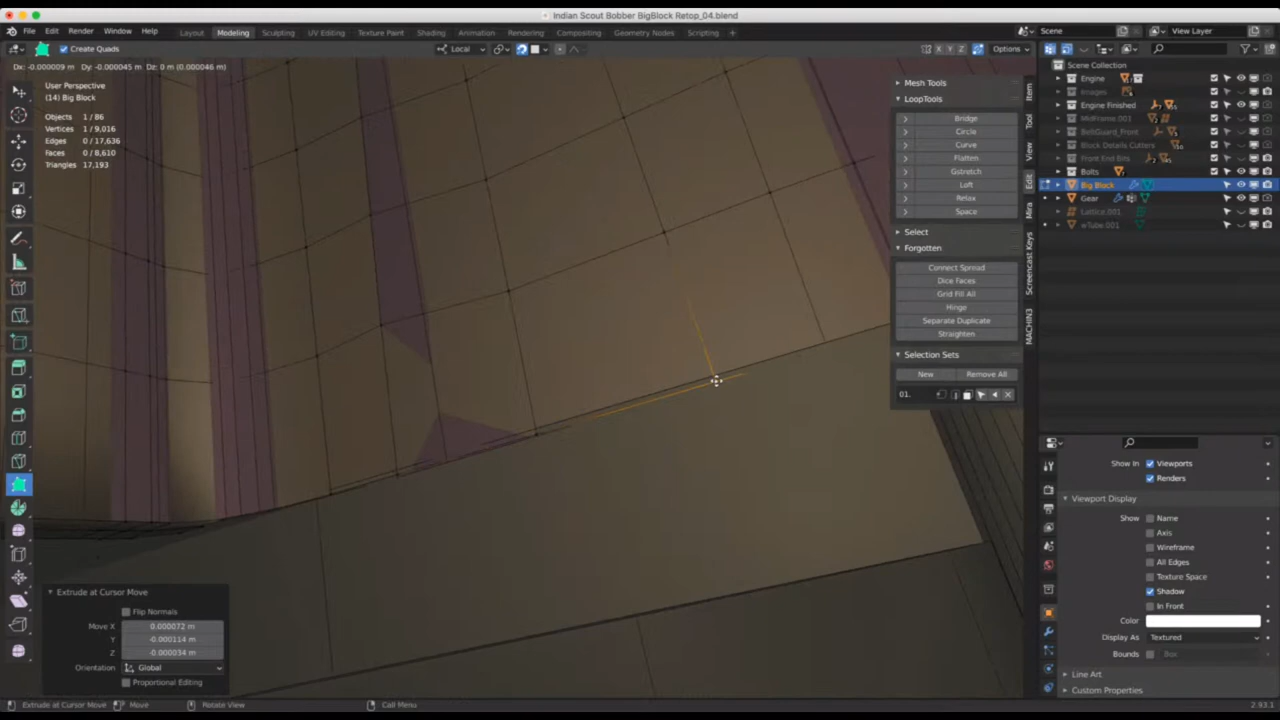 Indian Scout Bobber BigBlock Retop_04.blend
File Edit Render Window Help
Layout Modeling Sculpting UV Editing Texture Paint Shading Animation Rendering Compositing Geometry Nodes Scripting
Scene View Layer
Create Quads Local X Y Z Options
Dx: -0.000009 m Dy: -0.000045 m Dz: 0 m (0.000046 m)
User Perspective
(14) Big Block
Objects 1/86
Vertices 1/9,016
Edges 0/17,636
Faces 0/8,610
Triangles 17,193
Mesh Tools
LoopTools
Bridge
Circle
Curve
Flatten
Gstretch
Loft
Relax
Space
Select
Forgotten
Connect Spread
Dice Faces
Grid Fill All
Hinge
Separate Duplicate
Straighten
Selection Sets
New Remove All
01.
Item
Tool
View
Edit
Mira
Screencast Keys
MACHIN3
Scene Collection
Engine
Images
Engine Finished
MidFrame.001
BeltGuard_Front
Block Details Cutters
Front End Bits
Bolts
Big Block
Gear
Lattice.001
Show In Viewports
Renders
Viewport Display
Show Name
Axis
Wireframe
All Edges
Texture Space
Shadow
In Front
Color
Display As Textured
Bounds Box
Line Art
Custom Properties
Extrude at Cursor Move
Flip Normals
Move X 0.000072 m
Y -0.000114 m
Z -0.000034 m
Orientation Global
Proportional Editing
Extrude at Cursor Move Move Rotate View Call Menu 2.93.1